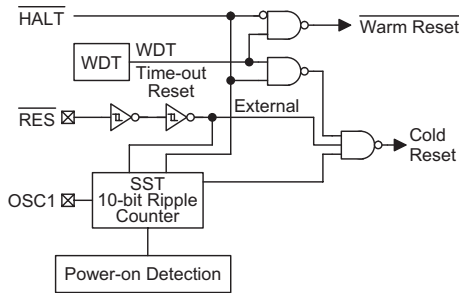 HALT
Warm Reset
WDT
WDT
Time-out
Reset
RES
External
Cold
Reset
OSC1
SST
10-bit Ripple
Counter
Power-on Detection